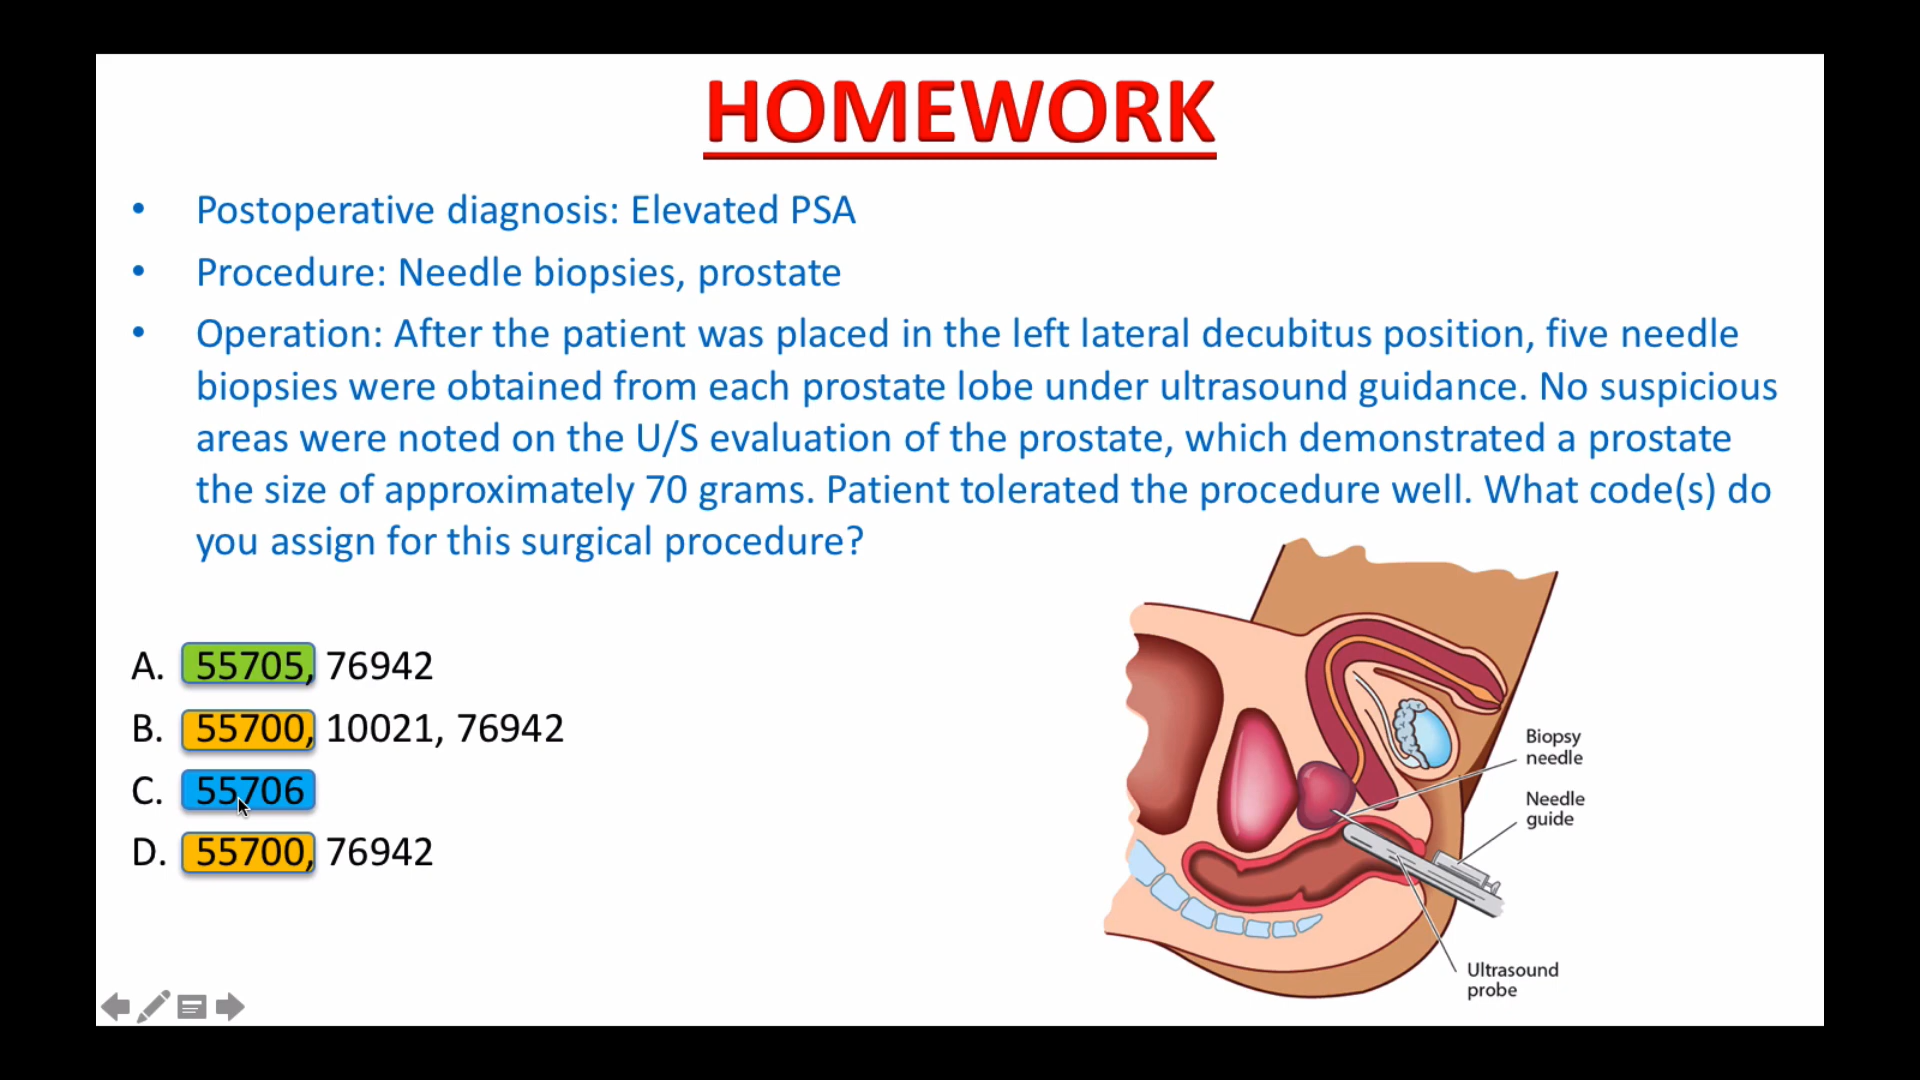 HOMEWORK
• Postoperative diagnosis: Elevated PSA
• Procedure: Needle biopsies, prostate
• Operation: After the patient was placed in the left lateral decubitus position, five needle
biopsies were obtained from each prostate lobe under ultrasound guidance. No suspicious
areas were noted on the U/S evaluation of the prostate, which demonstrated a prostate
the size of approximately 70 grams. Patient tolerated the procedure well. What code(s) do
you assign for this surgical procedure?
A. 55705, 76942
B. 55700, 10021, 76942
C. 55706
D. 55700, 76942
Biopsy
needle
Needle
guide
Ultrasound
probe